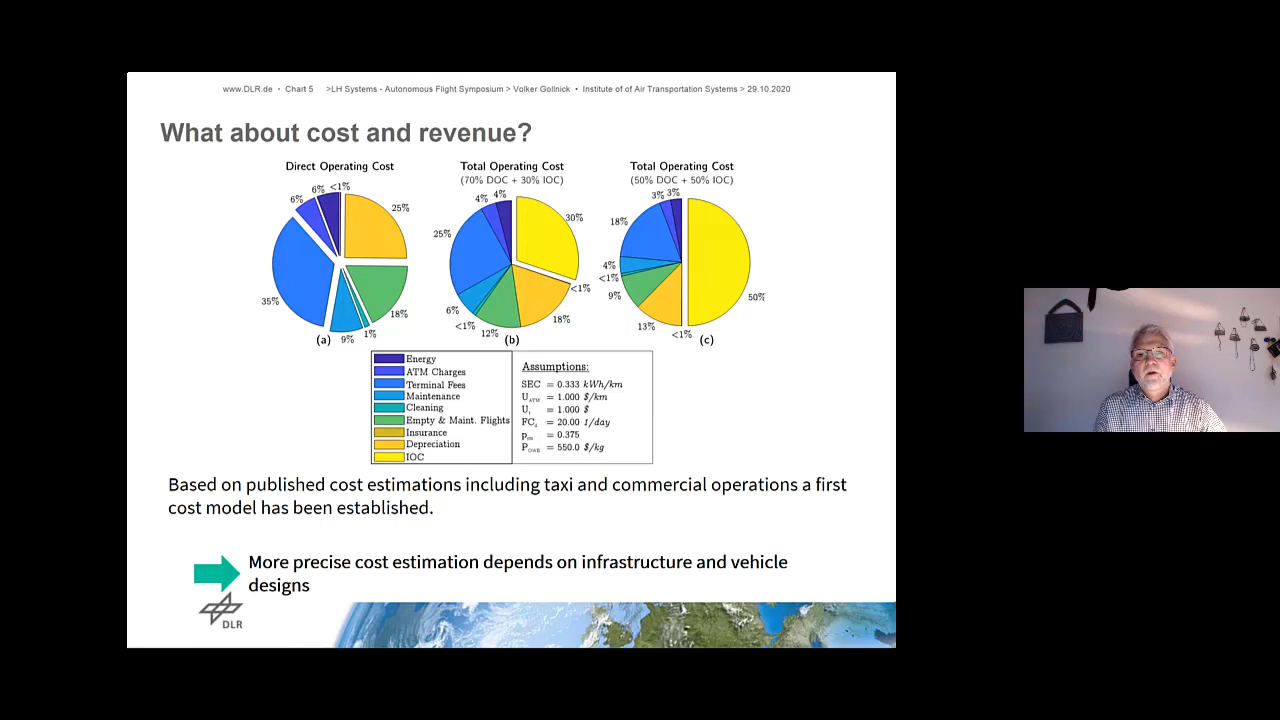 www.DLR.de • Chart 5 >LH Systems - Autonomous Flight Symposium > Volker Gollnick • Institute of of Air Transportation Systems > 29.10.2020
What about cost and revenue?
Direct Operating Cost
6%
6%
<1%
25%
35%
18%
9%
1%
(a)
Total Operating Cost
(70% DOC + 30% IOC)
4%
4%
30%
25%
<1%
6%
18%
<1%
12%
(b)
Total Operating Cost
(50% DOC + 50% IOC)
3%
3%
18%
4%
<1%
9%
50%
13%
<1%
(c)
Energy
ATM Charges
Terminal Fees
Maintenance
Cleaning
Empty & Maint. Flights
Insurance
Depreciation
IOC
Assumptions:
SEC = 0.333 kWh/km
U_ATM = 1.000 $/km
= 1.000 $
= 20.00 1/day
= 0.375
= 550.0 $/kg
Based on published cost estimations including taxi and commercial operations a first
cost model has been established.
More precise cost estimation depends on infrastructure and vehicle
designs
DLR